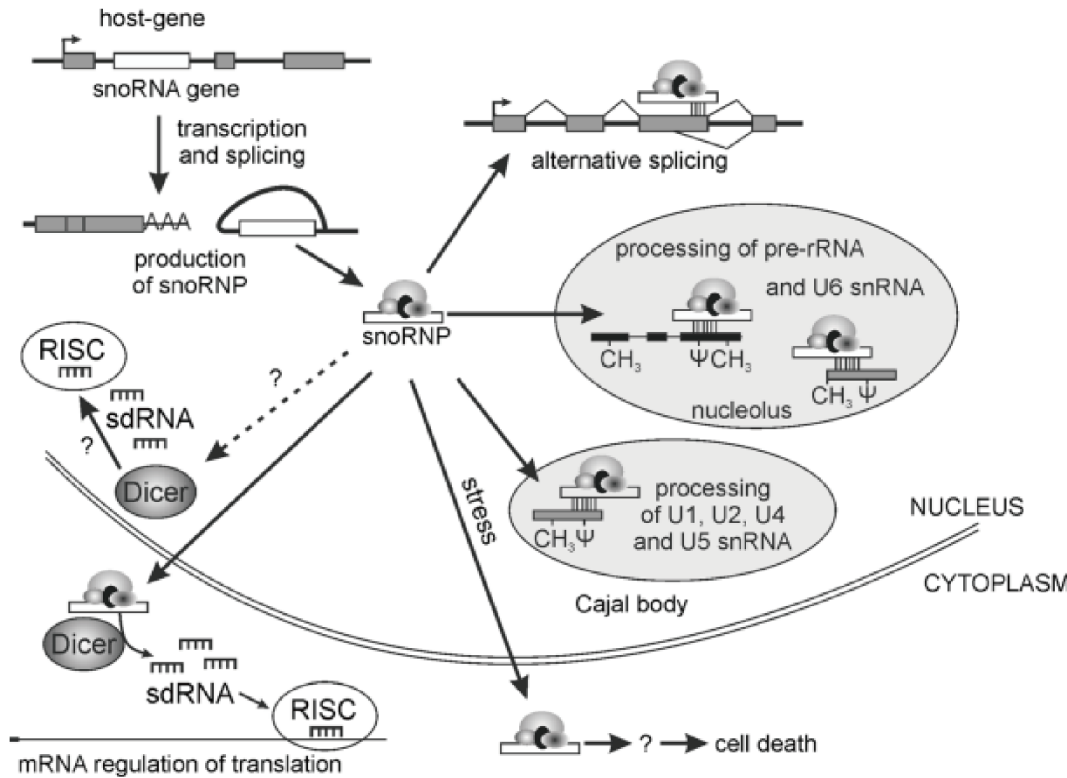 host-gene
snoRNA gene
transcription
and splicing
AAA
production
of snoRNP
snoRNP
alternative splicing
processing of pre-rRNA
and U6 snRNA
CH3
ΨCH3
CH3 Ψ
nucleolus
RISC
?
sdRNA
?
Dicer
stress
processing
of U1, U2, U4
and U5 snRNA
CH3Ψ
Cajal body
NUCLEUS
CYTOPLASM
Dicer
sdRNA
RISC
mRNA regulation of translation
?
cell death